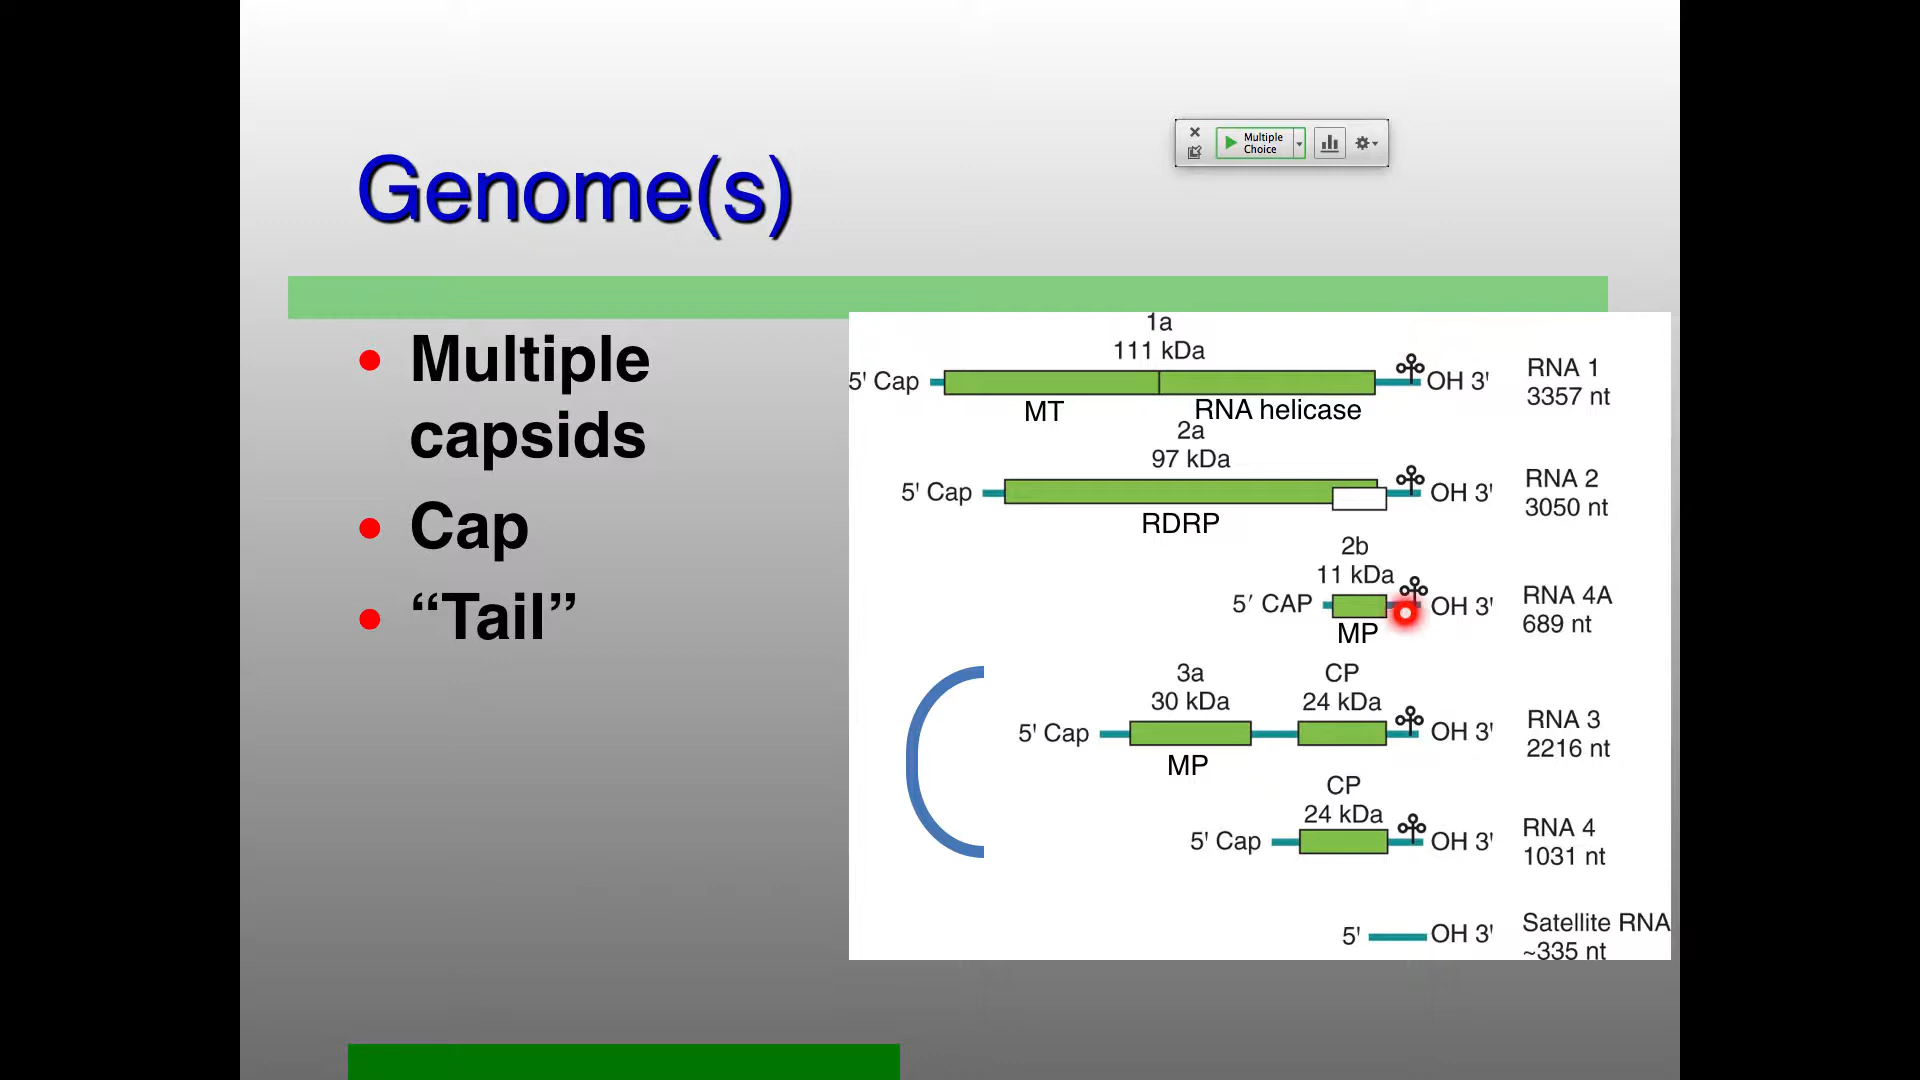 Multiple
Choice
Genome(s)
• Multiple
capsids
• Cap
• “Tail”
1a
111 kDa
5' Cap
OH 3'
RNA 1
3357 nt
MT
RNA helicase
2a
97 kDa
5' Cap
OH 3'
RNA 2
3050 nt
RDRP
2b
11 kDa
5′ CAP
OH 3'
RNA 4A
689 nt
MP
3a
30 kDa
CP
24 kDa
5' Cap
OH 3'
RNA 3
2216 nt
MP
CP
24 kDa
5' Cap
OH 3'
RNA 4
1031 nt
5'
OH 3'
Satellite RNA
~335 nt